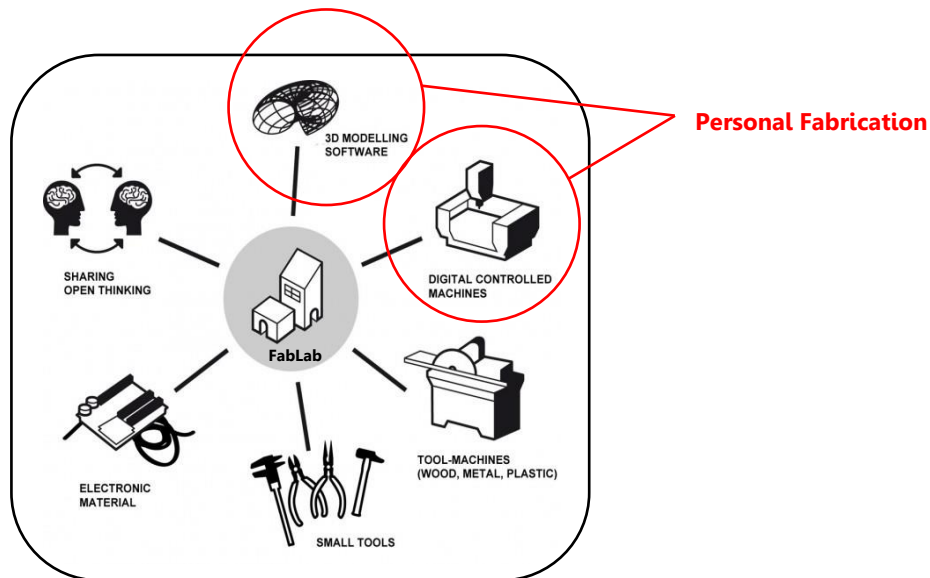 3D MODELLING
SOFTWARE
Personal Fabrication
SHARING
OPEN THINKING
DIGITAL CONTROLLED
MACHINES
FabLab
TOOL-MACHINES
(WOOD, METAL, PLASTIC)
ELECTRONIC
MATERIAL
SMALL TOOLS